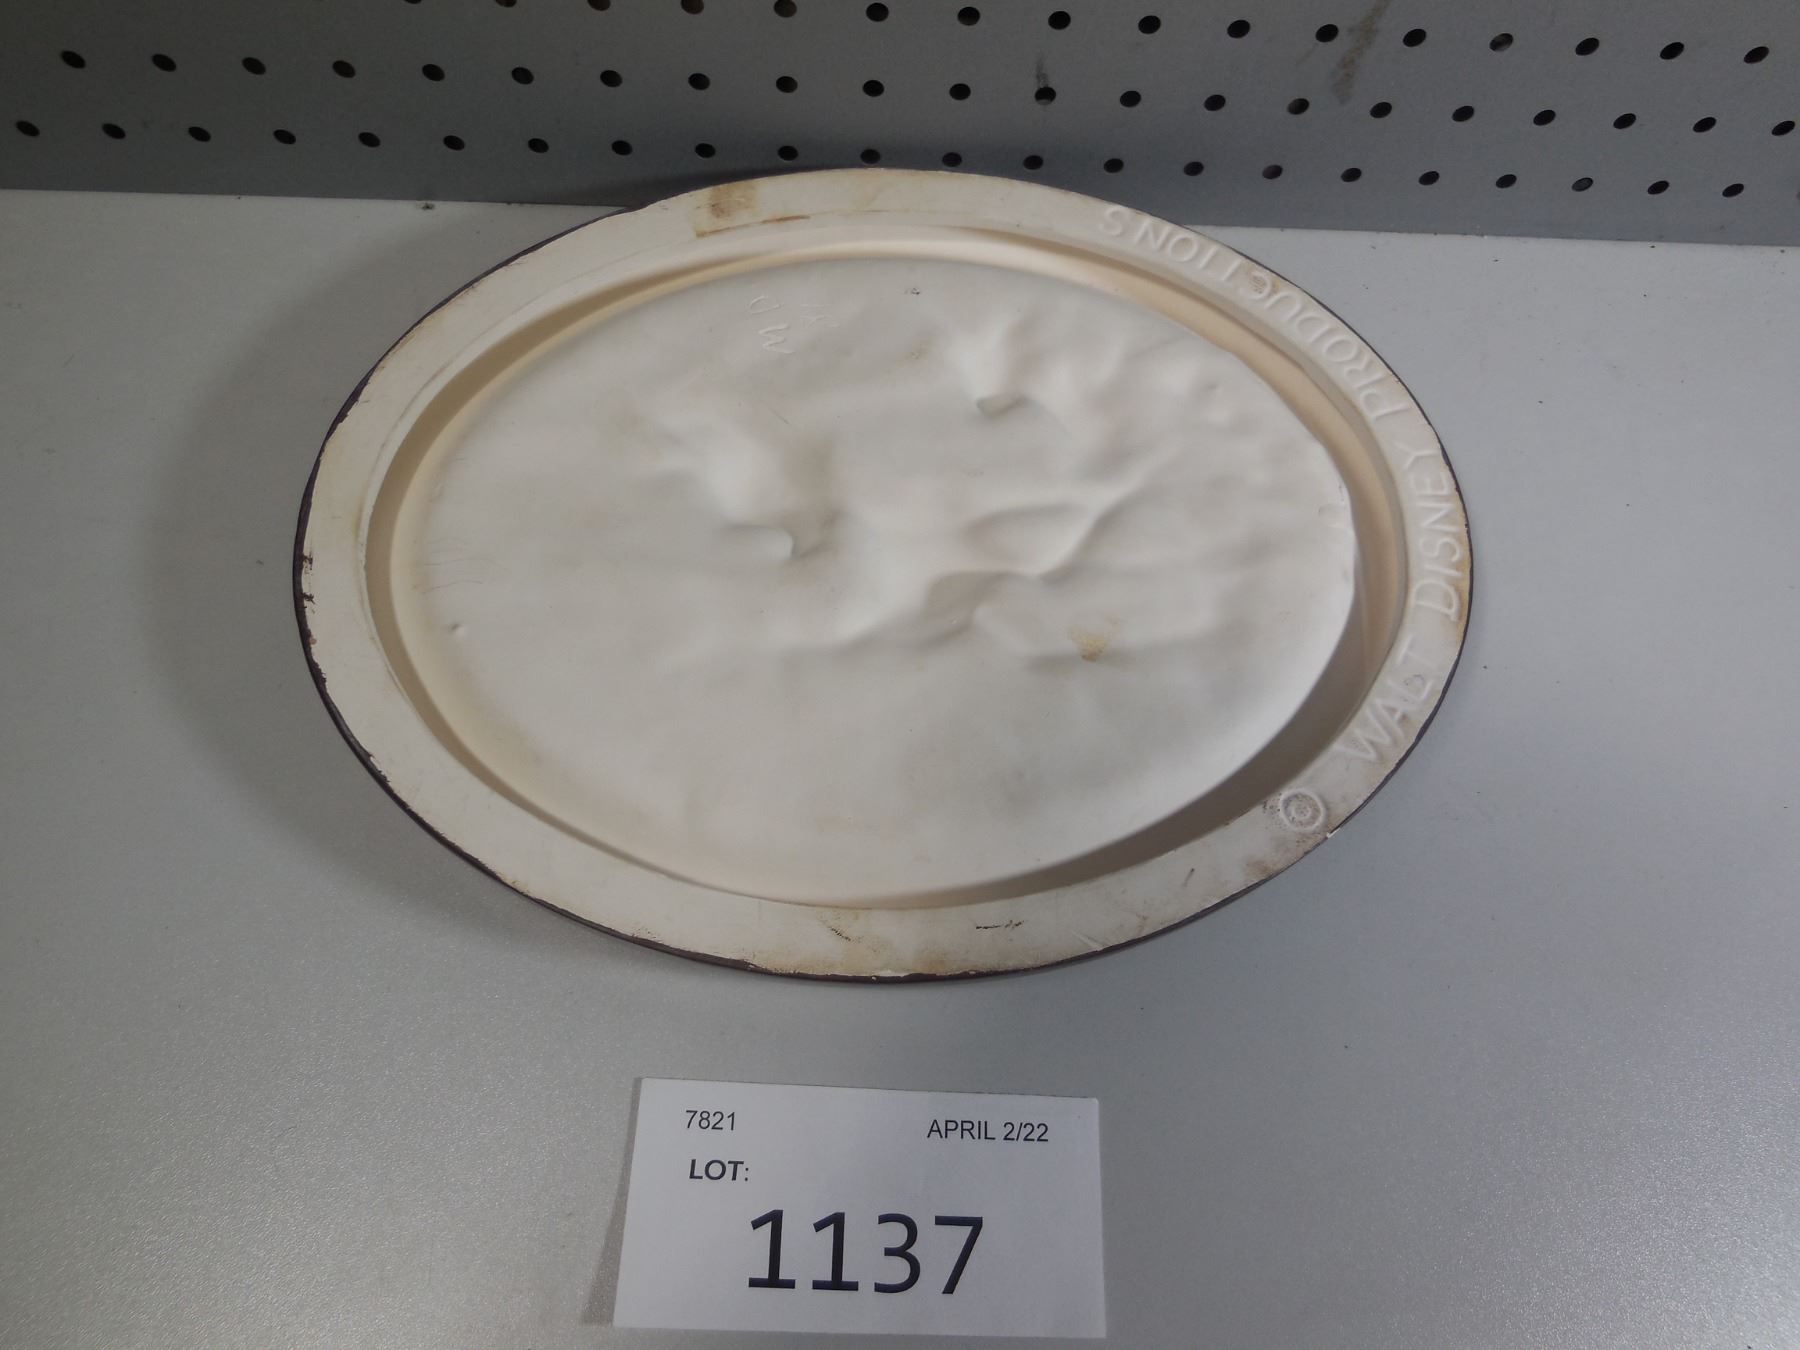 © WALT DISNEY PRODUCTIONS
7821 APRIL 2/22
LOT:
1137